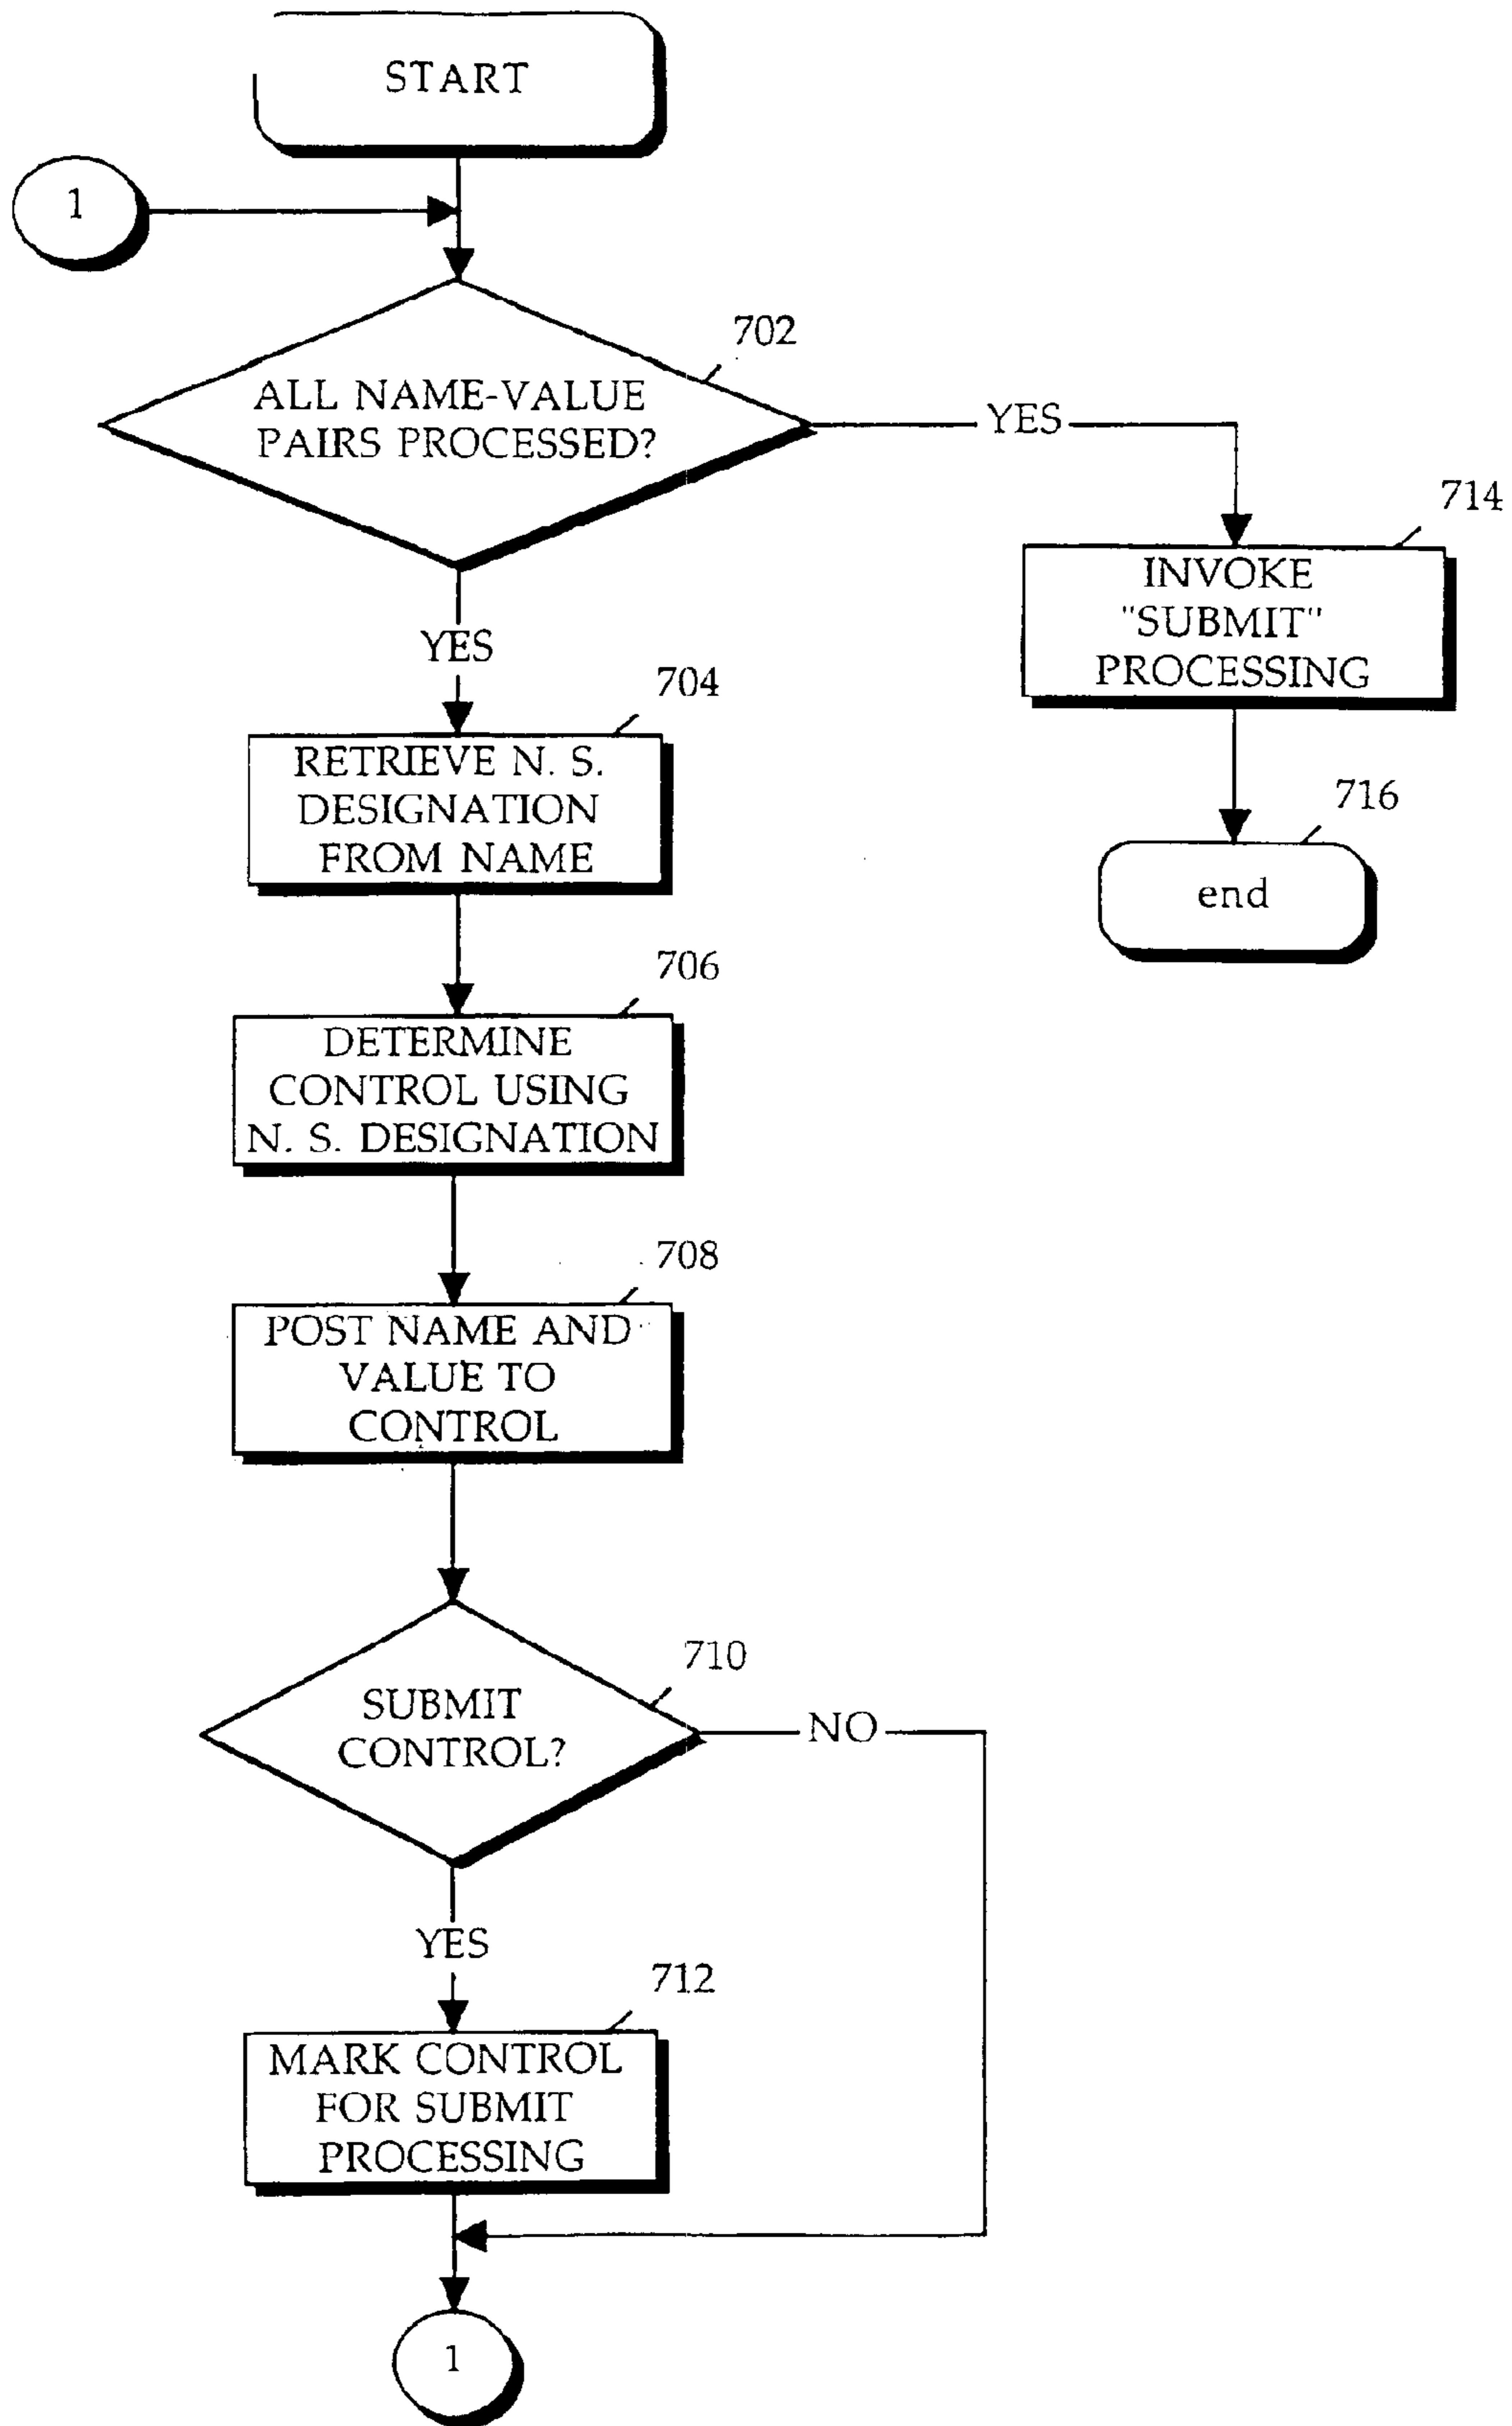 START
1
702
ALL NAME-VALUE
PAIRS PROCESSED?
YES
714
INVOKE
"SUBMIT"
PROCESSING
YES
704
RETRIEVE N. S.
DESIGNATION
FROM NAME
716
end
706
DETERMINE
CONTROL USING
N. S. DESIGNATION
708
POST NAME AND
VALUE TO
CONTROL
710
SUBMIT
CONTROL?
NO
YES
712
MARK CONTROL
FOR SUBMIT
PROCESSING
1